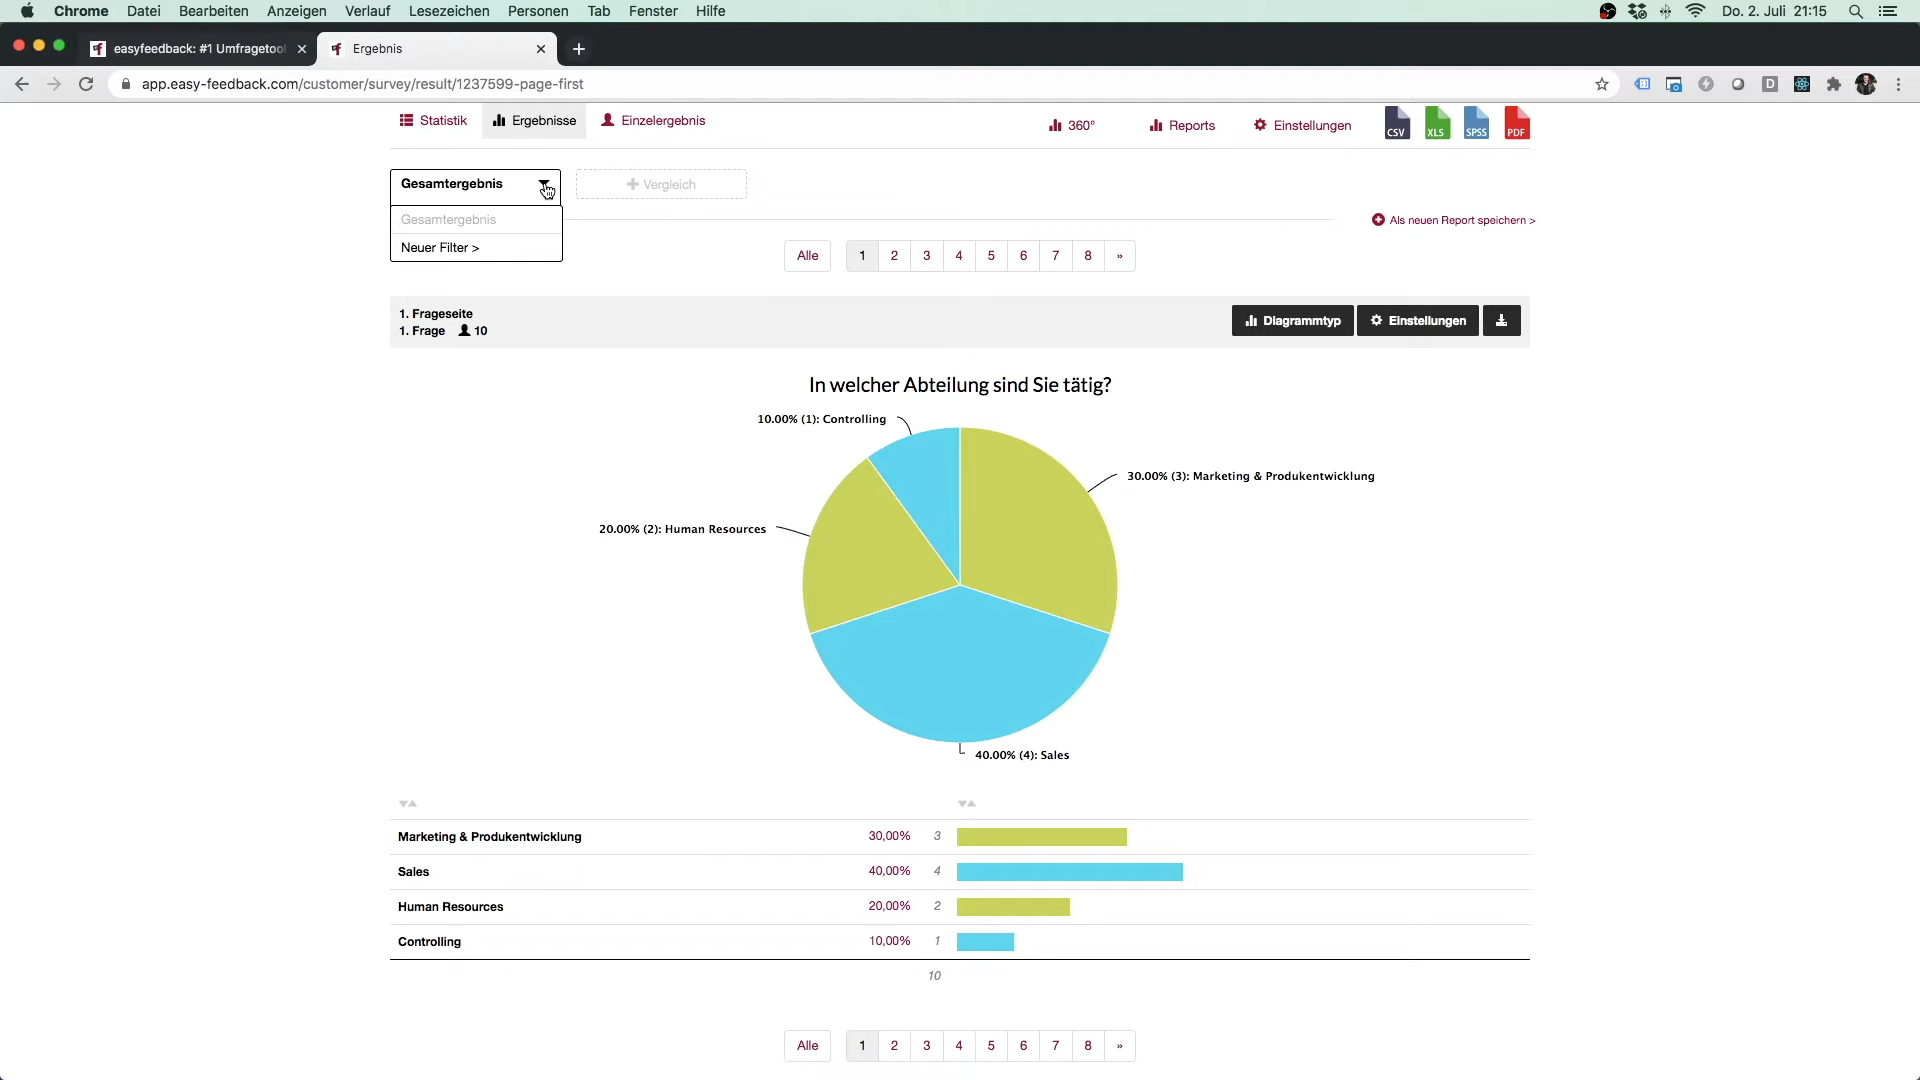 Chrome Datei Bearbeiten Anzeigen Verlauf Lesezeichen Personen Tab Fenster Hilfe Do. 2. Juli 21:15
easyfeedback: #1 Umfragetool Ergebnis
app.easy-feedback.com/customer/survey/result/1237599-page-first
Statistik Ergebnisse Einzelergebnis 360° Reports Einstellungen CSV XLS SPSS PDF
Gesamtergebnis + Vergleich
Gesamtergebnis
Als neuen Report speichern >
Neuer Filter >
Alle 1 2 3 4 5 6 7 8 »
1. Frageseite
1. Frage 10
Diagrammtyp Einstellungen
In welcher Abteilung sind Sie tätig?
10.00% (1): Controlling
30.00% (3): Marketing & Produkentwicklung
20.00% (2): Human Resources
40.00% (4): Sales
Marketing & Produkentwicklung 30,00% 3
Sales 40,00% 4
Human Resources 20,00% 2
Controlling 10,00% 1
10
Alle 1 2 3 4 5 6 7 8 »